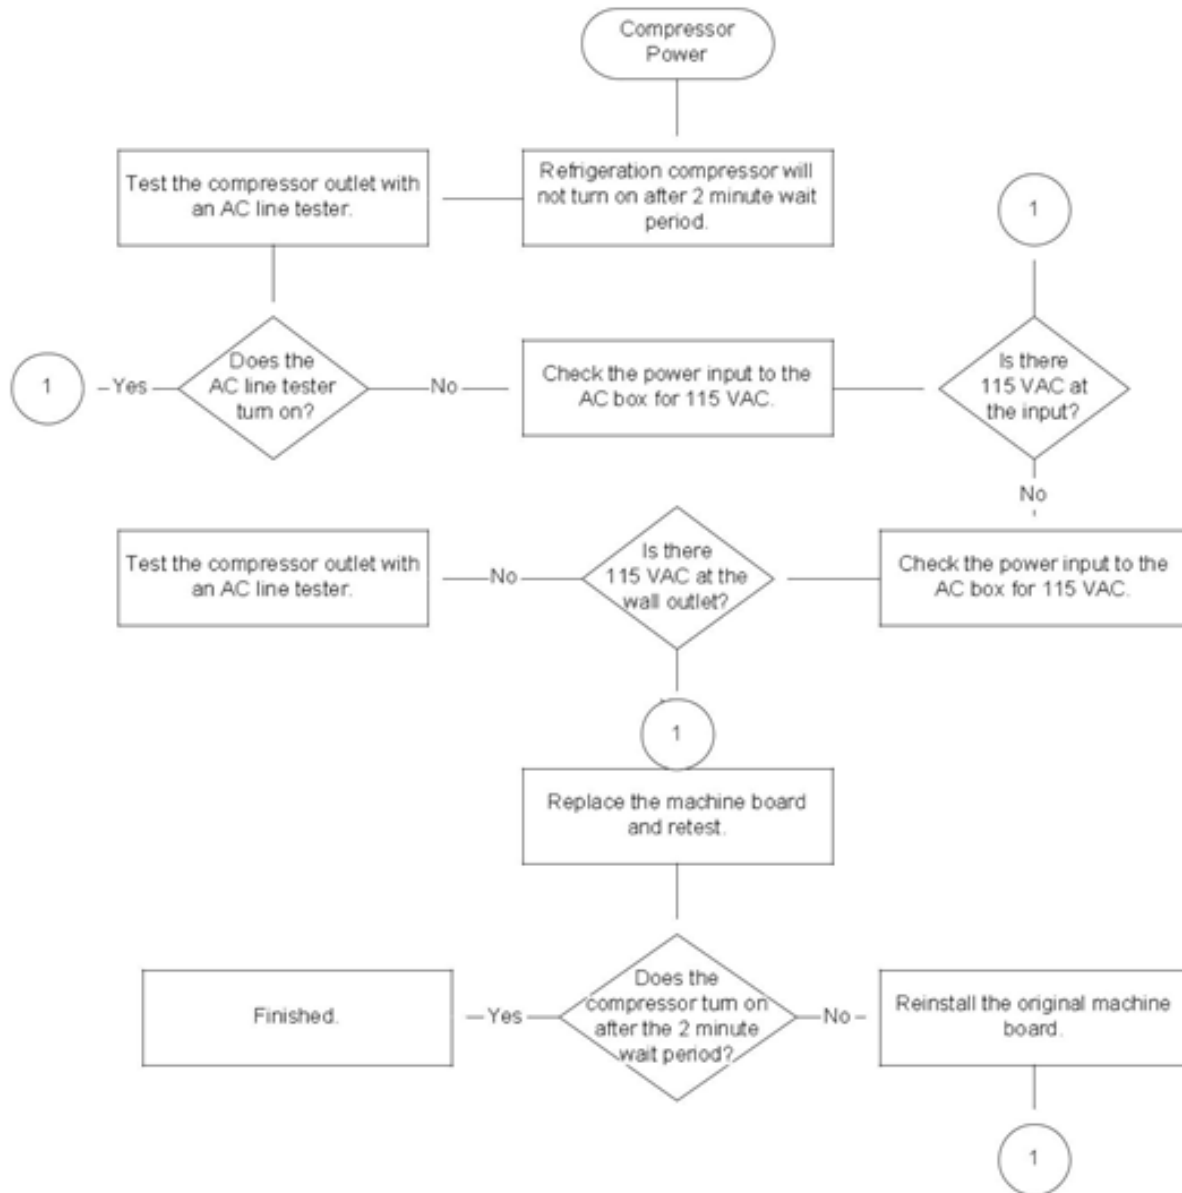 Compressor
Power
Test the compressor outlet with
an AC line tester.
Refrigeration compressor will
not turn on after 2 minute wait
period.
1
1
Yes
Does the
AC line tester
turn on?
No
Check the power input to the
AC box for 115 VAC.
Is there
115 VAC at
the input?
No
Test the compressor outlet with
an AC line tester.
No
Is there
115 VAC at the
wall outlet?
Check the power input to the
AC box for 115 VAC.
1
Replace the machine board
and retest.
Finished.
Yes
Does the
compressor turn on
after the 2 minute
wait period?
No
Reinstall the original machine
board.
1